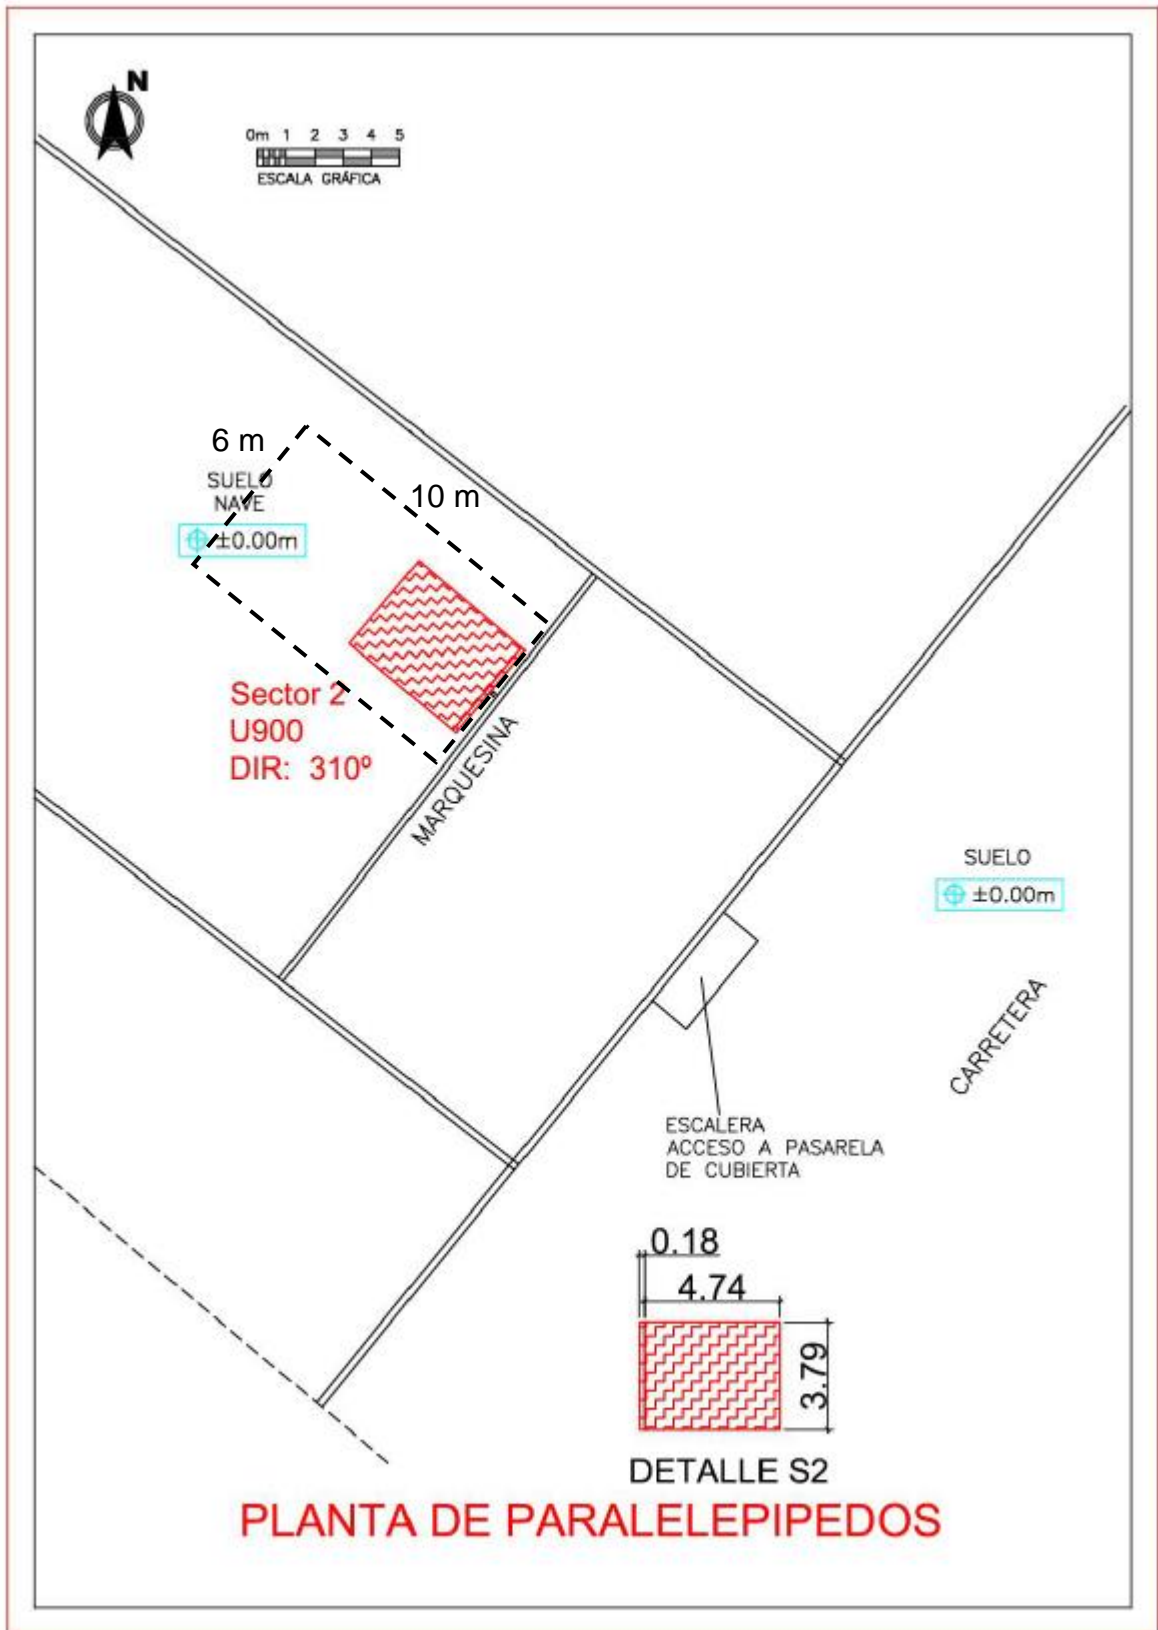 N
0m 1 2 3 4 5
ESCALA GRÁFICA
6 m
10 m
SUELO
NAVE
±0.00m
Sector 2
U900
DIR: 310º
MARQUESINA
SUELO
±0.00m
CARRETERA
ESCALERA
ACCESO A PASARELA
DE CUBIERTA
0.18
4.74
3.79
DETALLE S2
PLANTA DE PARALELEPIPEDOS